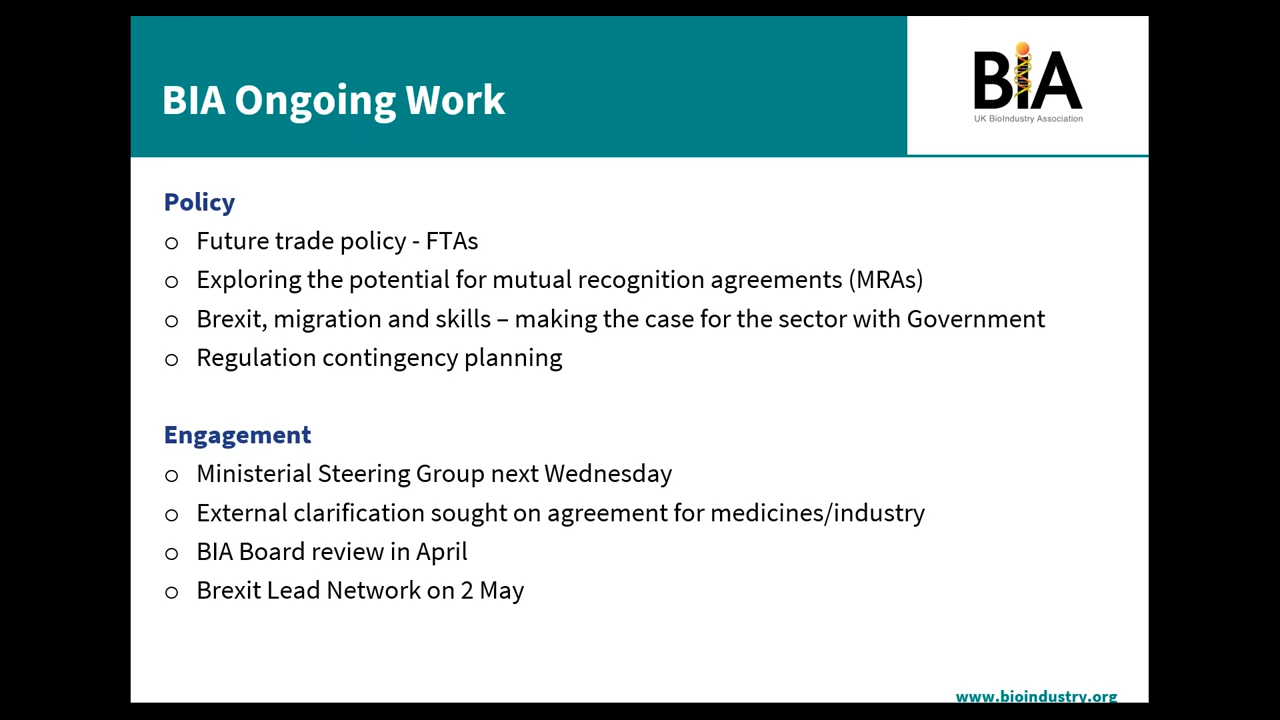 BIA Ongoing Work
BIA
UK BioIndustry Association
Policy
o Future trade policy - FTAs
o Exploring the potential for mutual recognition agreements (MRAs)
o Brexit, migration and skills – making the case for the sector with Government
o Regulation contingency planning
Engagement
o Ministerial Steering Group next Wednesday
o External clarification sought on agreement for medicines/industry
o BIA Board review in April
o Brexit Lead Network on 2 May
www.bioindustry.org